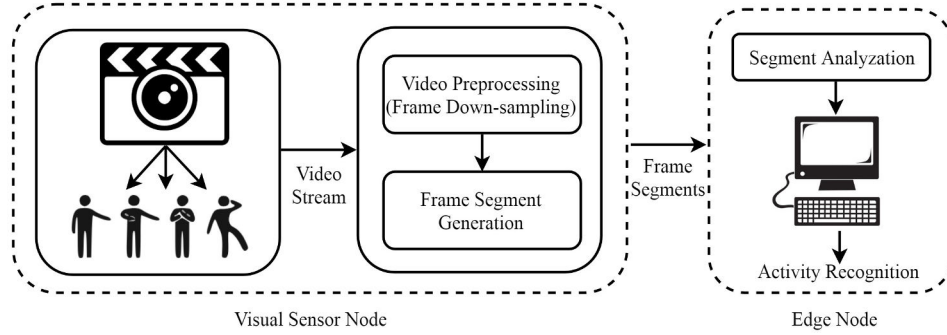 Video
Stream
Video Preprocessing
(Frame Down-sampling)
Frame Segment
Generation
Frame
Segments
Segment Analyzation
Activity Recognition
Visual Sensor Node
Edge Node